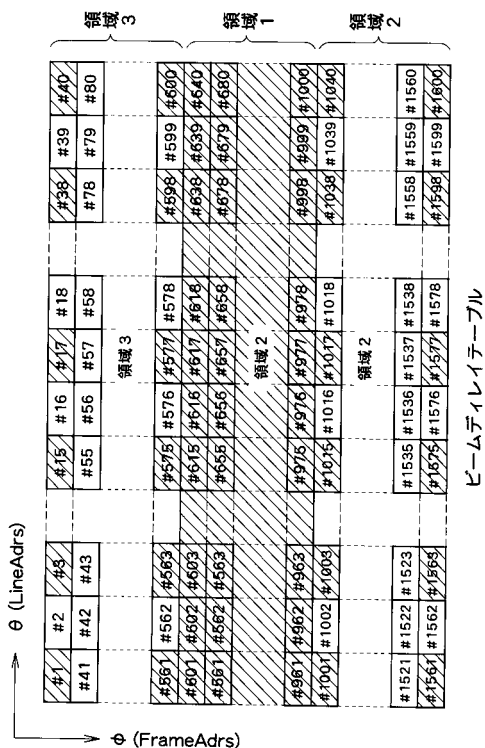 θ (LineAdrs)
#1 #2 #3 #15 #16 #17 #18 #38 #39 #40
#41 #42 #43 #55 #56 #57 #58 #78 #79 #80
領域3
領域3
#561 #562 #563 #575 #576 #577 #578 #598 #599 #600
#601 #602 #603 #615 #616 #617 #618 #638 #639 #640
#561 #562 #563 #655 #656 #657 #658 #678 #679 #680
領域2
領域1
#961 #962 #963 #975 #976 #977 #978 #998 #999 #1000
#1001 #1002 #1003 #1015 #1016 #1017 #1018 #1038 #1039 #1040
領域2
領域2
#1521 #1522 #1523 #1535 #1536 #1537 #1538 #1558 #1559 #1560
#1561 #1562 #1563 #1575 #1576 #1577 #1578 #1598 #1599 #1600
φ (FrameAdrs)
ビームディレイテーブル